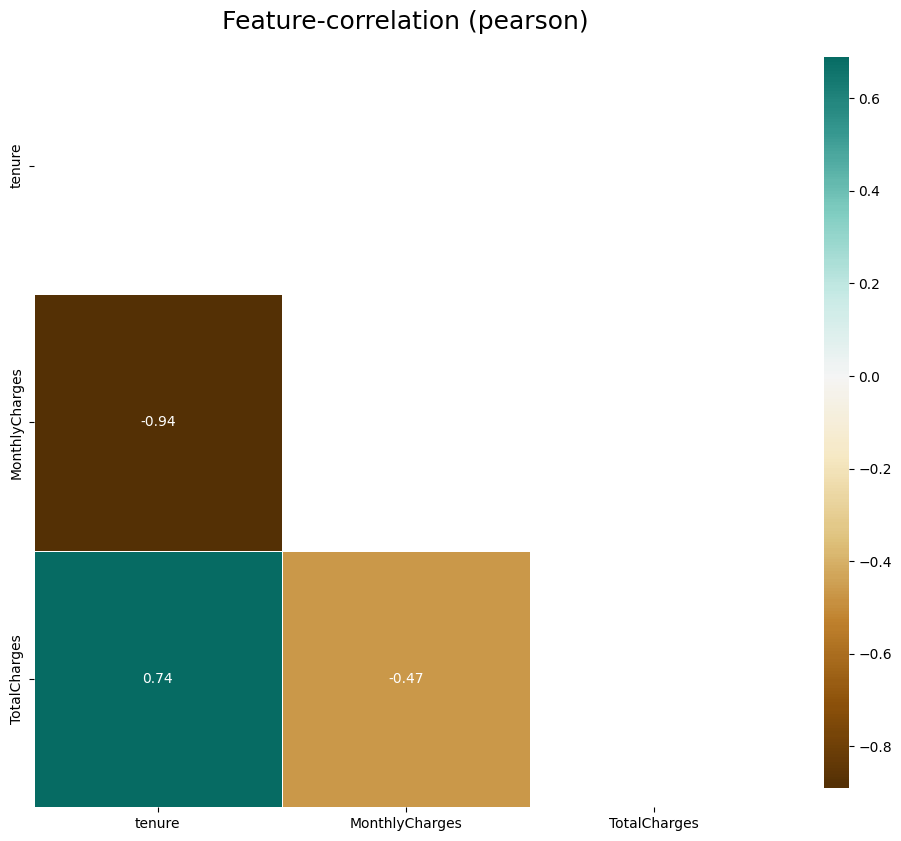 Feature-correlation (pearson)
tenure
MonthlyCharges
TotalCharges
-0.94
0.74
-0.47
tenure
MonthlyCharges
TotalCharges
0.6
0.4
0.2
0.0
−0.2
−0.4
−0.6
−0.8